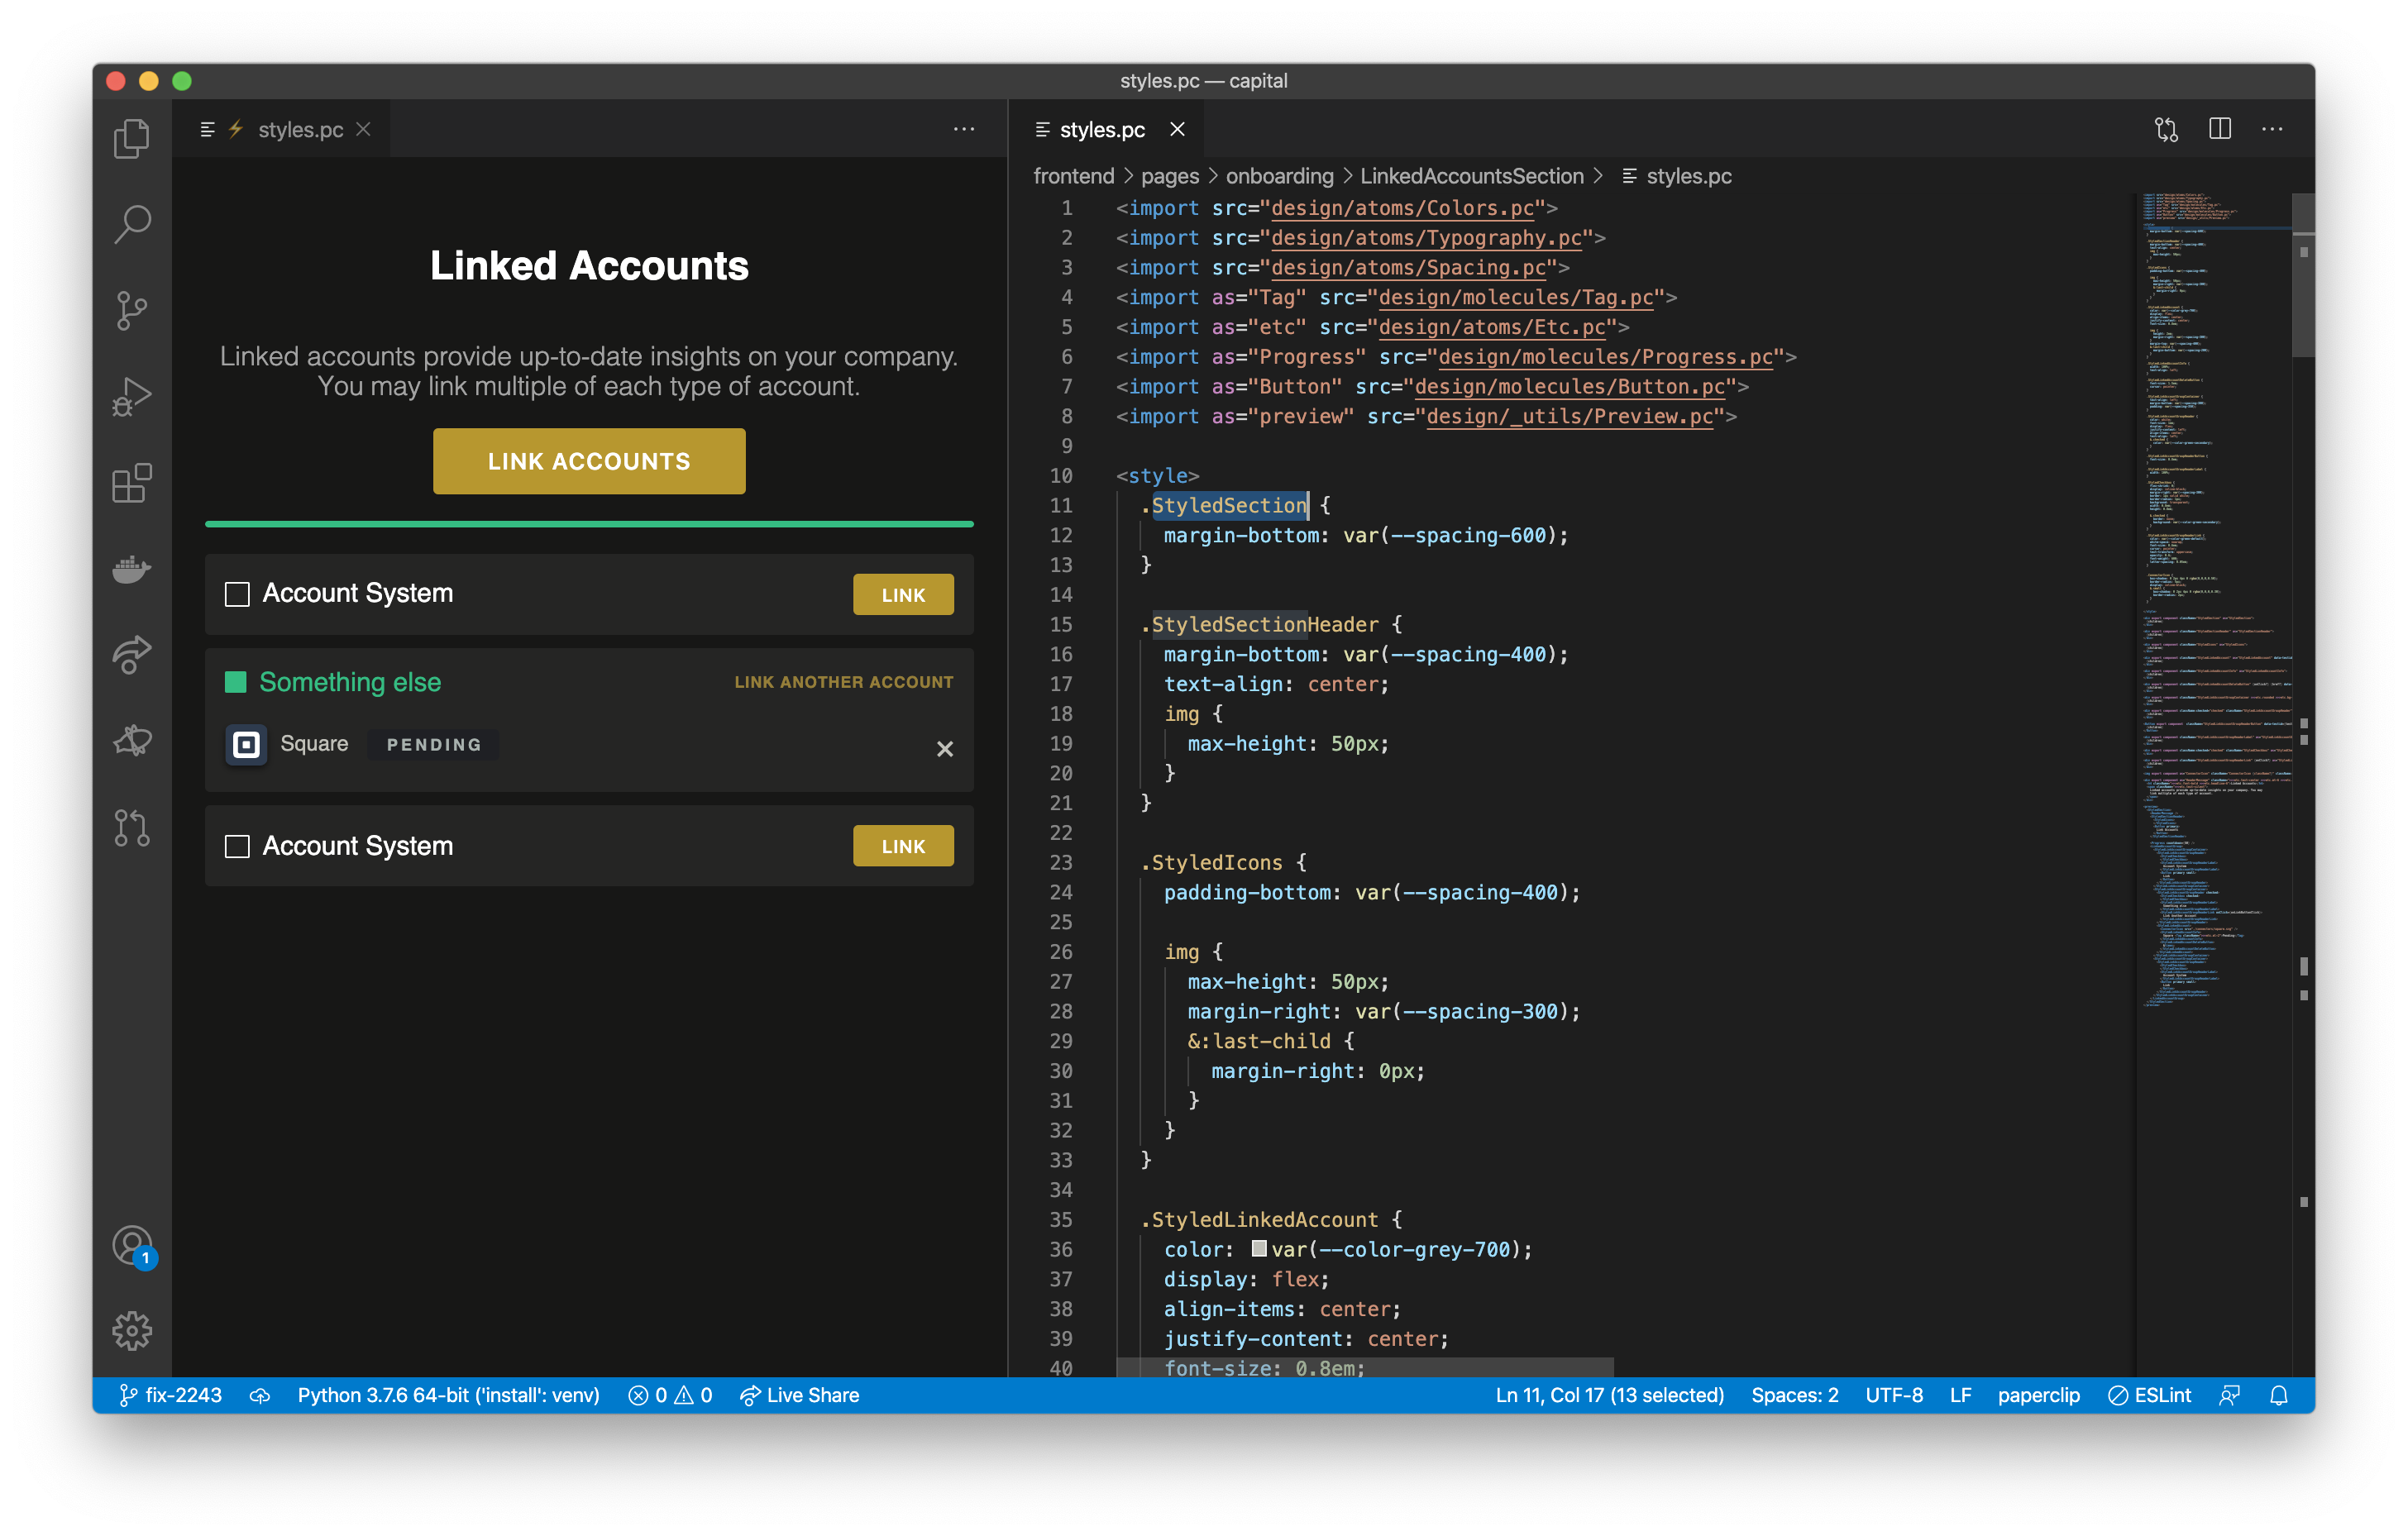 styles.pc — capital
styles.pc
Linked Accounts
Linked accounts provide up-to-date insights on your company.
You may link multiple of each type of account.
LINK ACCOUNTS
Account System
LINK
Something else
LINK ANOTHER ACCOUNT
Square
PENDING
Account System
LINK
styles.pc
frontend > pages > onboarding > LinkedAccountsSection > styles.pc
1 <import src="design/atoms/Colors.pc">
2 <import src="design/atoms/Typography.pc">
3 <import src="design/atoms/Spacing.pc">
4 <import as="Tag" src="design/molecules/Tag.pc">
5 <import as="etc" src="design/atoms/Etc.pc">
6 <import as="Progress" src="design/molecules/Progress.pc">
7 <import as="Button" src="design/molecules/Button.pc">
8 <import as="preview" src="design/_utils/Preview.pc">
9
10 <style>
11 .StyledSection {
12 margin-bottom: var(--spacing-600);
13 }
14
15 .StyledSectionHeader {
16 margin-bottom: var(--spacing-400);
17 text-align: center;
18 img {
19 max-height: 50px;
20 }
21 }
22
23 .StyledIcons {
24 padding-bottom: var(--spacing-400);
25
26 img {
27 max-height: 50px;
28 margin-right: var(--spacing-300);
29 &:last-child {
30 margin-right: 0px;
31 }
32 }
33 }
34
35 .StyledLinkedAccount {
36 color: var(--color-grey-700);
37 display: flex;
38 align-items: center;
39 justify-content: center;
40 font-size: 0.8em;
1
fix-2243 Python 3.7.6 64-bit ('install': venv) 0 0 Live Share Ln 11, Col 17 (13 selected) Spaces: 2 UTF-8 LF paperclip ESLint